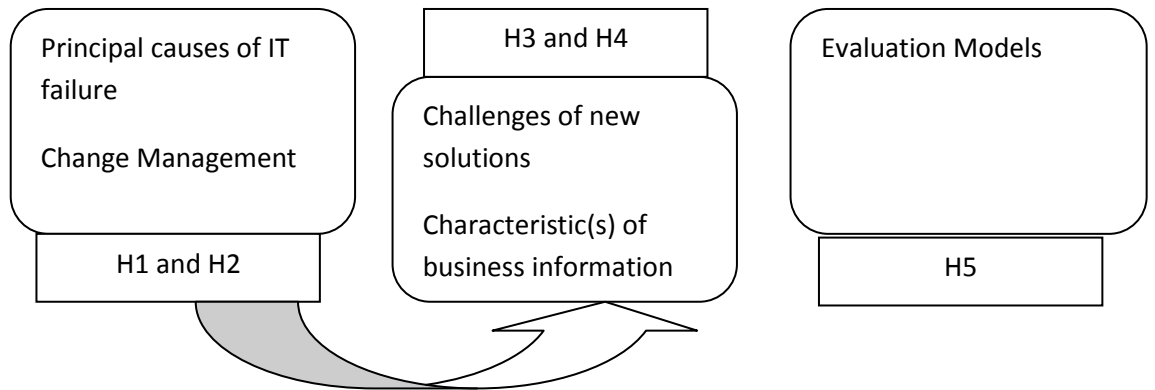 Principal causes of IT
failure
Change Management
H1 and H2
H3 and H4
Challenges of new
solutions
Characteristic(s) of
business information
Evaluation Models
H5